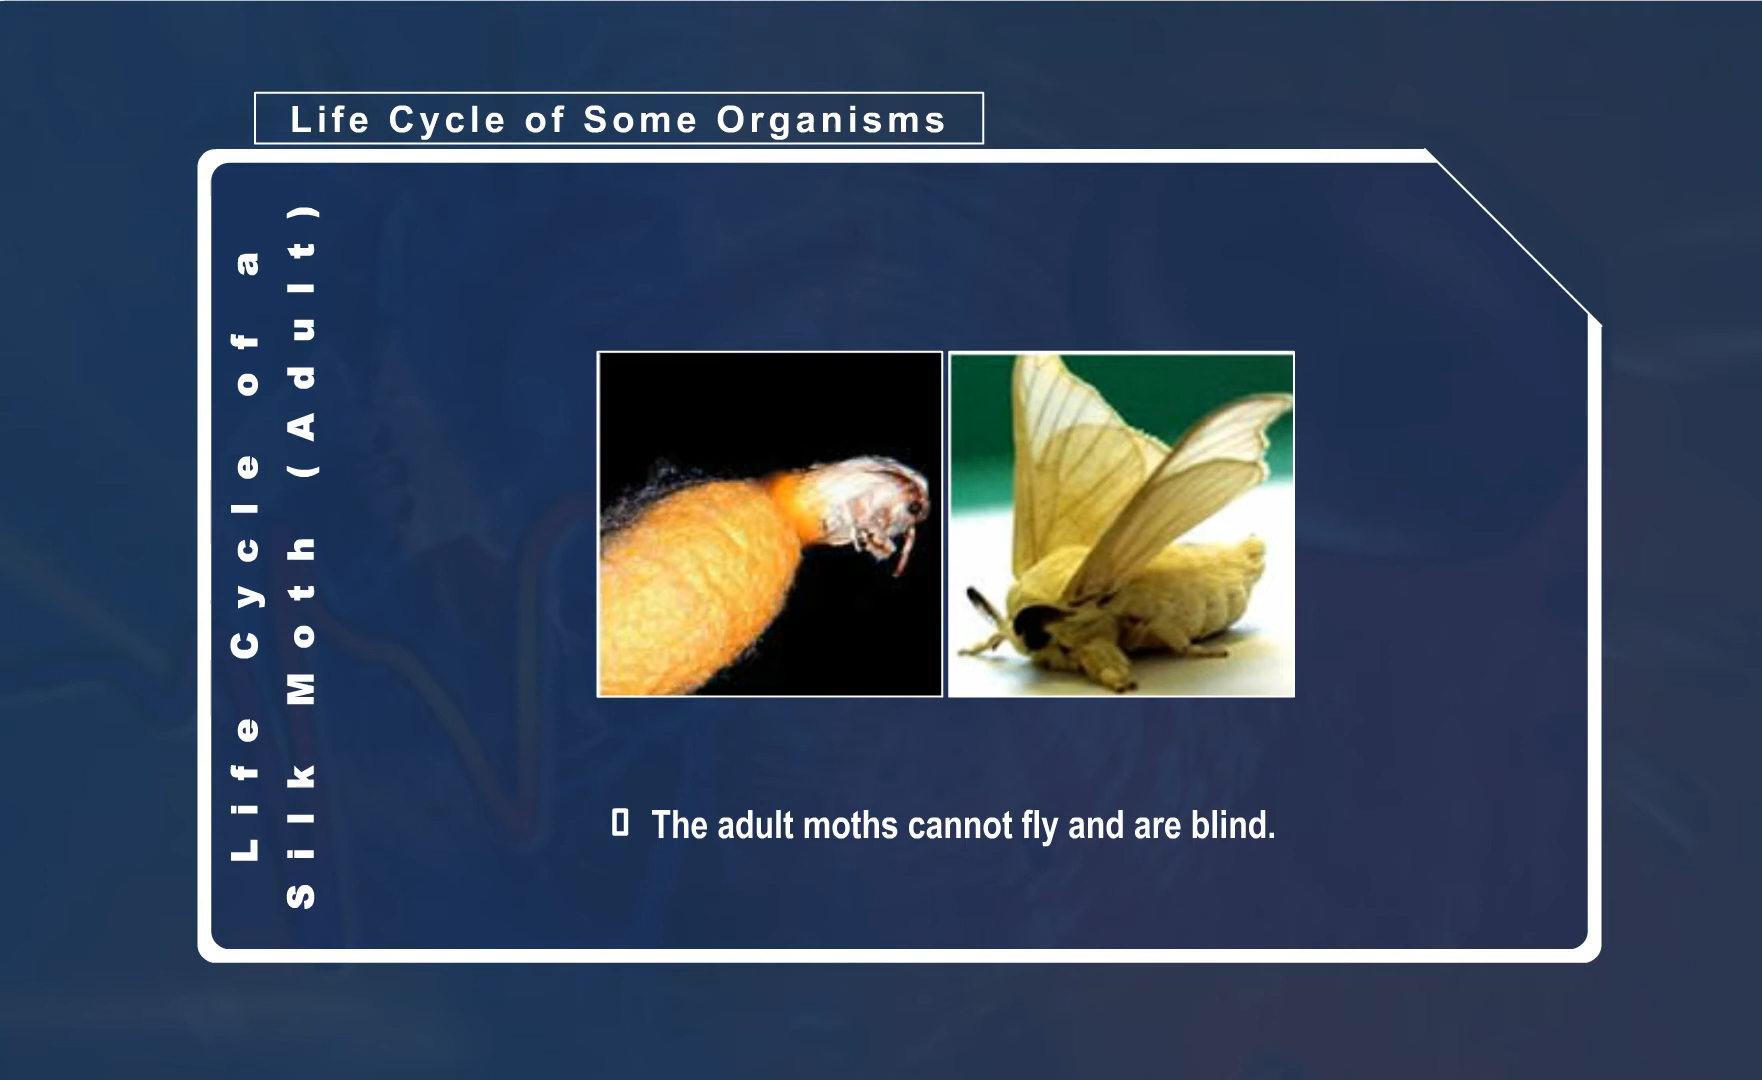 Life Cycle of Some Organisms
Life Cycle of a
Silk Moth (Adult)
▯ The adult moths cannot fly and are blind.